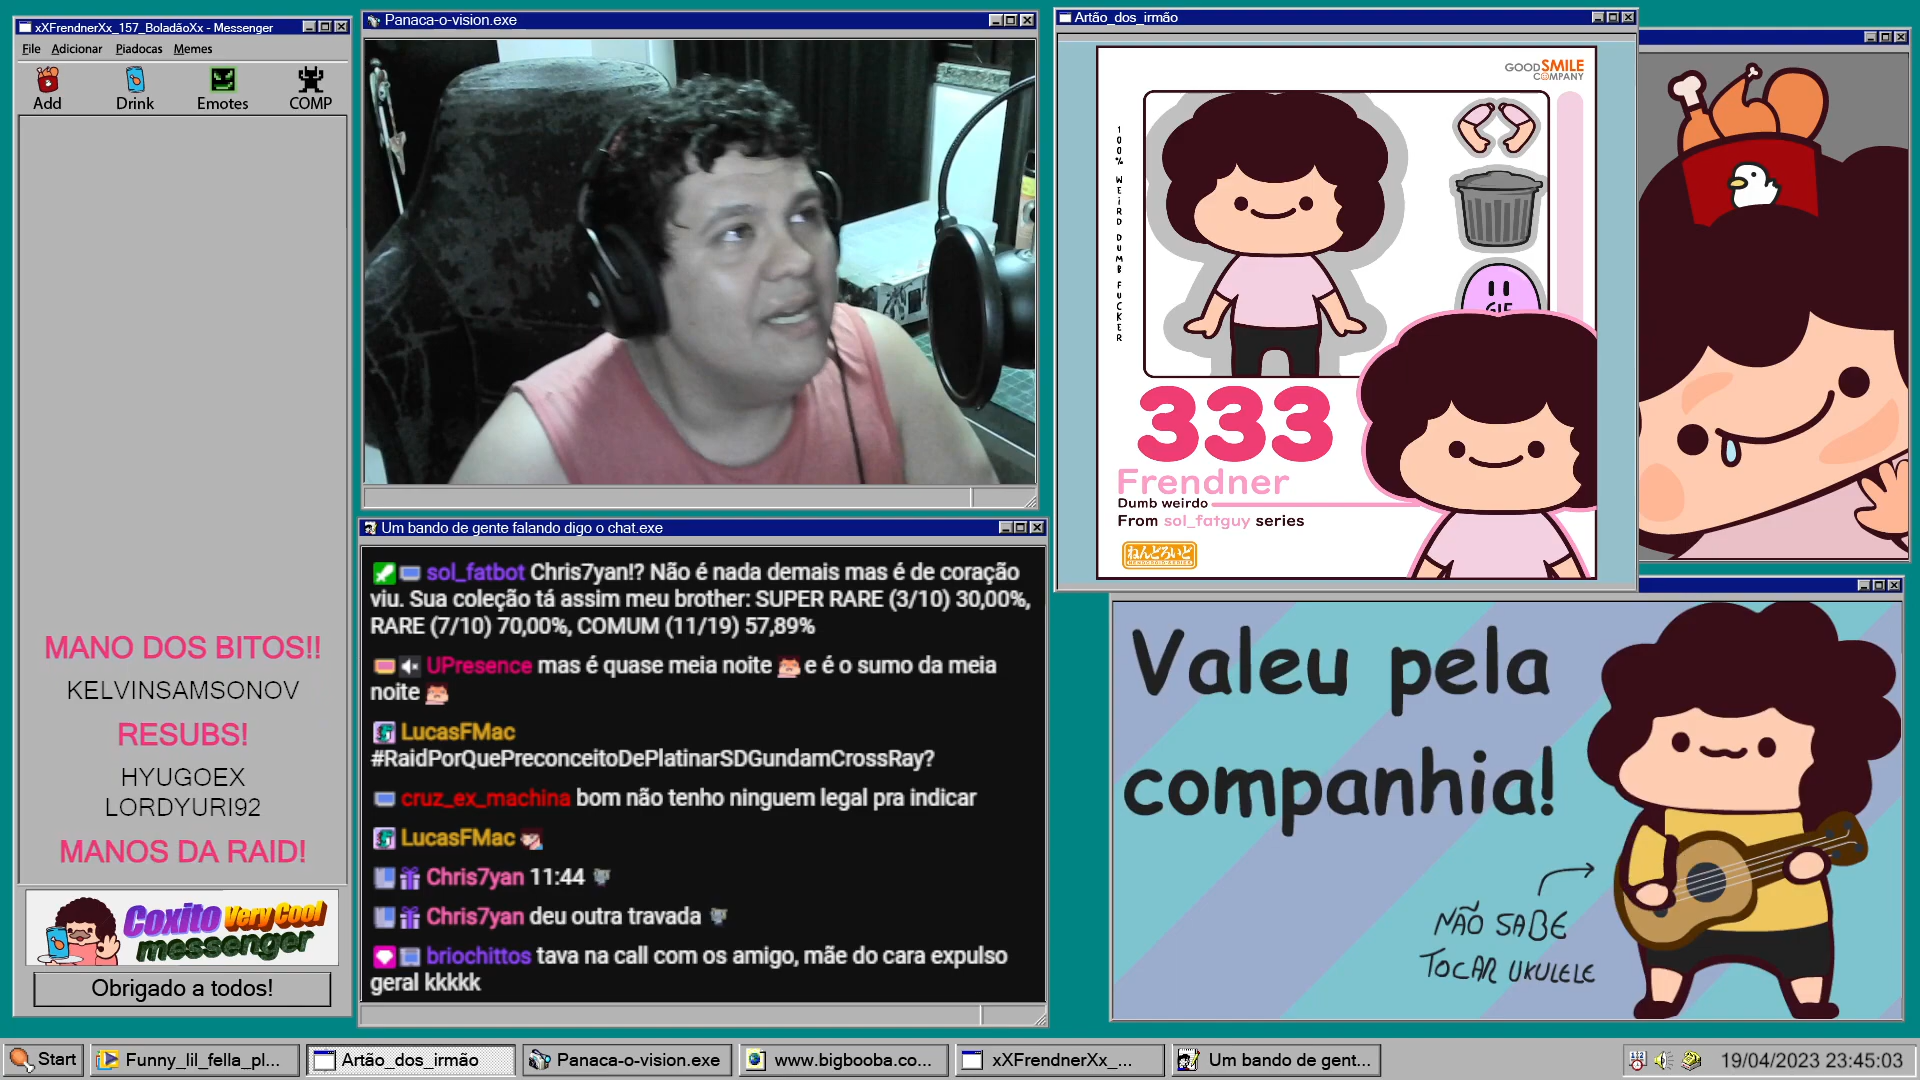 xXFrendnerXx_157_BoladãoXx - Messenger
File Adicionar Piadocas Memes
Add Drink Emotes COMP
MANO DOS BITOS!!
KELVINSAMSONOV
RESUBS!
HYUGOEX
LORDYURI92
MANOS DA RAID!
Coxito Very Cool
messenger
Obrigado a todos!
Panaca-o-vision.exe
Um bando de gente falando digo o chat.exe
sol_fatbot Chris7yan!? Não é nada demais mas é de coração
viu. Sua coleção tá assim meu brother: SUPER RARE (3/10) 30,00%,
RARE (7/10) 70,00%, COMUM (11/19) 57,89%
UPresence mas é quase meia noite e é o sumo da meia
noite
LucasFMac
#RaidPorQuePreconceitoDePlatinarSDGundamCrossRay?
cruz_ex_machina bom não tenho ninguem legal pra indicar
LucasFMac
Chris7yan 11:44
Chris7yan deu outra travada
briochittos tava na call com os amigo, mãe do cara expulso
geral kkkkk
Artão_dos_irmão
GOOD SMILE
COMPANY
100% WEIRD DUMB FUCKER
GIF
333
Frendner
Dumb weirdo
From sol_fatguy series
ねんどろいど
Valeu pela
companhia!
NÃO SABE
TOCAR UKULELE
Start
Funny_lil_fella_pl...
Artão_dos_irmão
Panaca-o-vision.exe
www.bigbooba.co...
xXFrendnerXx_...
Um bando de gent...
19/04/2023 23:45:03